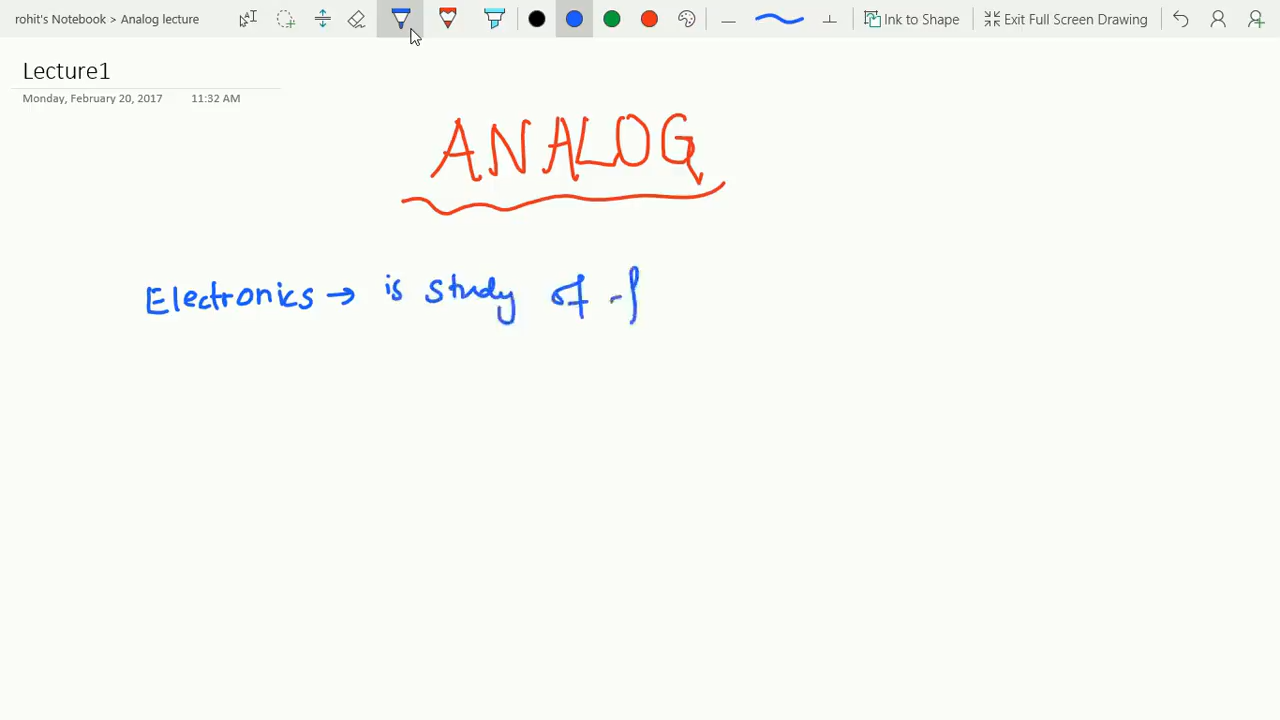 rohit's Notebook > Analog lecture
Ink to Shape
Exit Full Screen Drawing
Lecture1
Monday, February 20, 2017 11:32 AM
ANALOG
Electronics → is study of